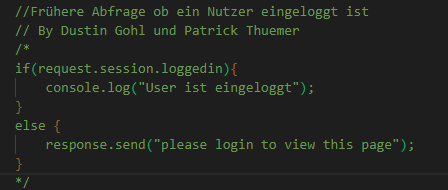 //Frühere Abfrage ob ein Nutzer eingeloggt ist
// By Dustin Gohl und Patrick Thuemer
/*
if(request.session.loggedin){
    console.log("User ist eingeloggt");
}
else {
    response.send("please login to view this page");
}
*/